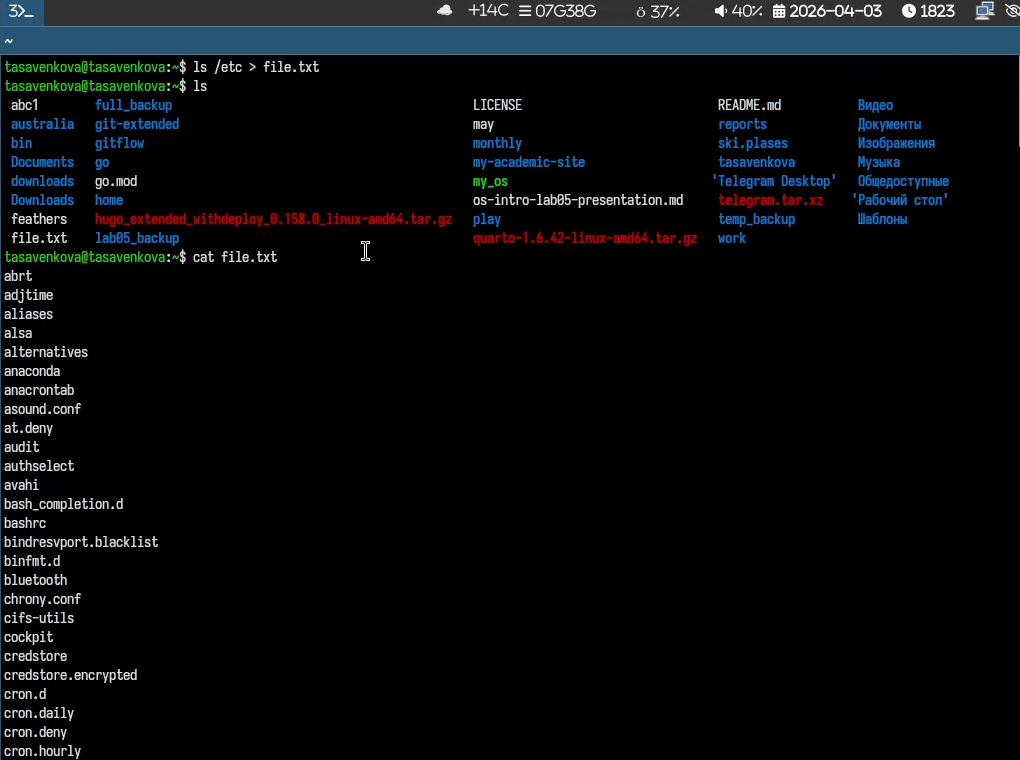 3>_ +14C 07G38G 37% 40% 2026-04-03 1823
~
tasavenkova@tasavenkova:~$ ls /etc > file.txt
tasavenkova@tasavenkova:~$ ls
abc1 full_backup LICENSE README.md Видео
australia git-extended may reports Документы
bin gitflow monthly ski.plases Изображения
Documents go my-academic-site tasavenkova Музыка
downloads go.mod my_os 'Telegram Desktop' Общедоступные
Downloads home os-intro-lab05-presentation.md telegram.tar.xz 'Рабочий стол'
feathers hugo_extended_withdeploy_0.158.0_linux-amd64.tar.gz play temp_backup Шаблоны
file.txt lab05_backup quarto-1.6.42-linux-amd64.tar.gz work
tasavenkova@tasavenkova:~$ cat file.txt
abrt
adjtime
aliases
alsa
alternatives
anaconda
anacrontab
asound.conf
at.deny
audit
authselect
avahi
bash_completion.d
bashrc
bindresvport.blacklist
binfmt.d
bluetooth
chrony.conf
cifs-utils
cockpit
credstore
credstore.encrypted
cron.d
cron.daily
cron.deny
cron.hourly